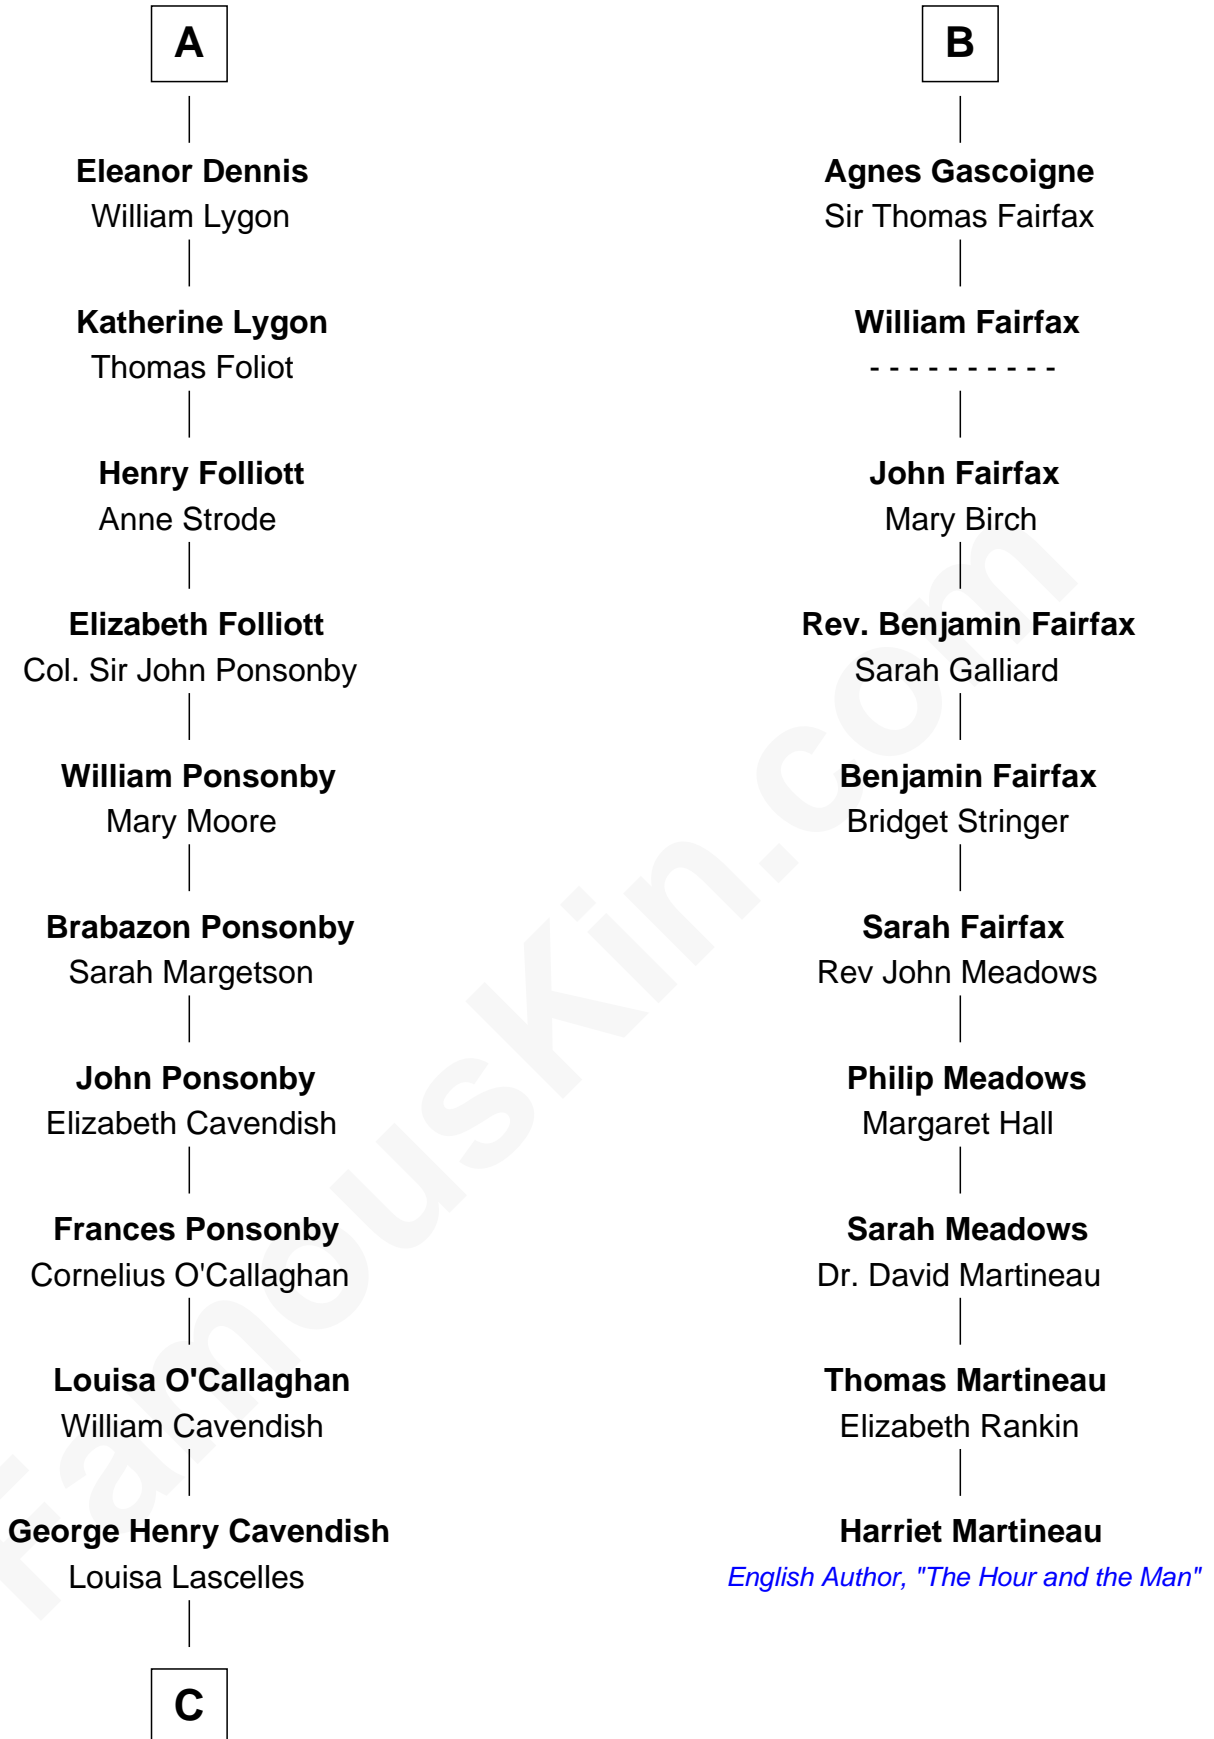 A
Eleanor Dennis
William Lygon
Katherine Lygon
Thomas Foliot
Henry Folliott
Anne Strode
Elizabeth Folliott
Col. Sir John Ponsonby
William Ponsonby
Mary Moore
Brabazon Ponsonby
Sarah Margetson
John Ponsonby
Elizabeth Cavendish
Frances Ponsonby
Cornelius O'Callaghan
Louisa O'Callaghan
William Cavendish
George Henry Cavendish
Louisa Lascelles
C
B
Agnes Gascoigne
Sir Thomas Fairfax
William Fairfax
- - - - - - - - - -
John Fairfax
Mary Birch
Rev. Benjamin Fairfax
Sarah Galliard
Benjamin Fairfax
Bridget Stringer
Sarah Fairfax
Rev John Meadows
Philip Meadows
Margaret Hall
Sarah Meadows
Dr. David Martineau
Thomas Martineau
Elizabeth Rankin
Harriet Martineau
English Author, "The Hour and the Man"
FamousKin.com